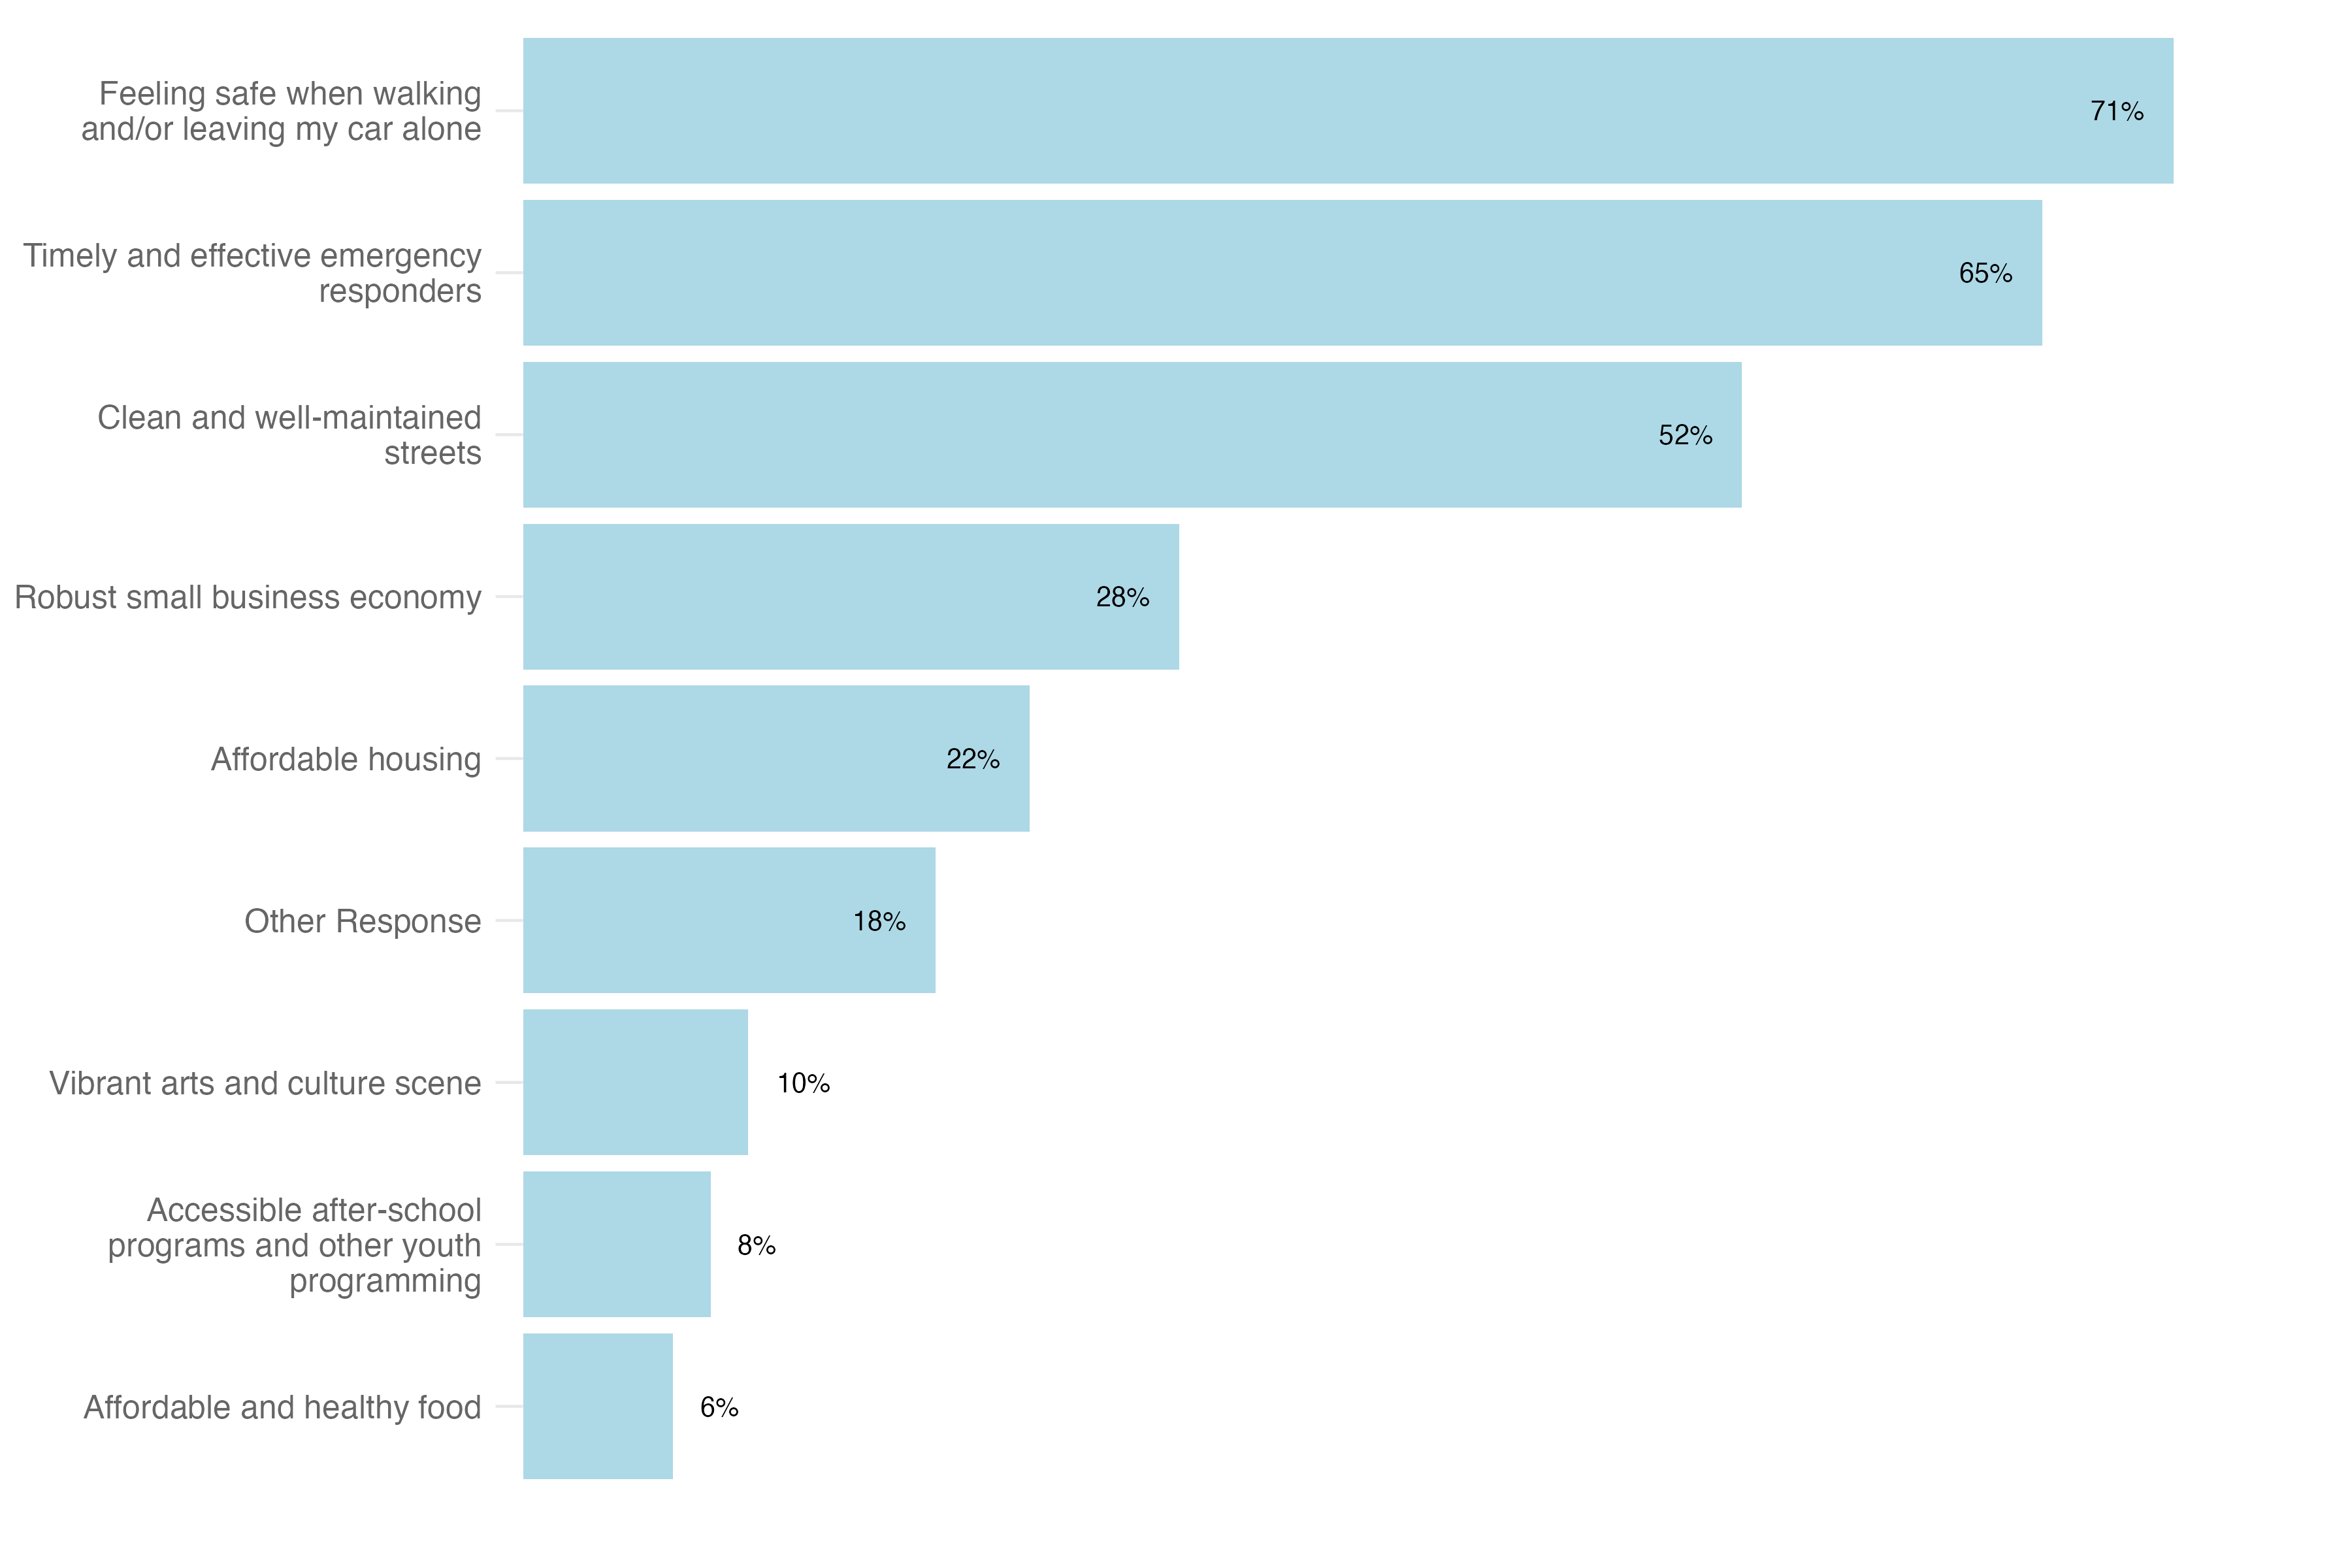 Feeling safe when walking
and/or leaving my car alone
71%
Timely and effective emergency
responders
65%
Clean and well-maintained
streets
52%
Robust small business economy
28%
Affordable housing
22%
Other Response
18%
Vibrant arts and culture scene
10%
Accessible after-school
programs and other youth
programming
8%
Affordable and healthy food
6%